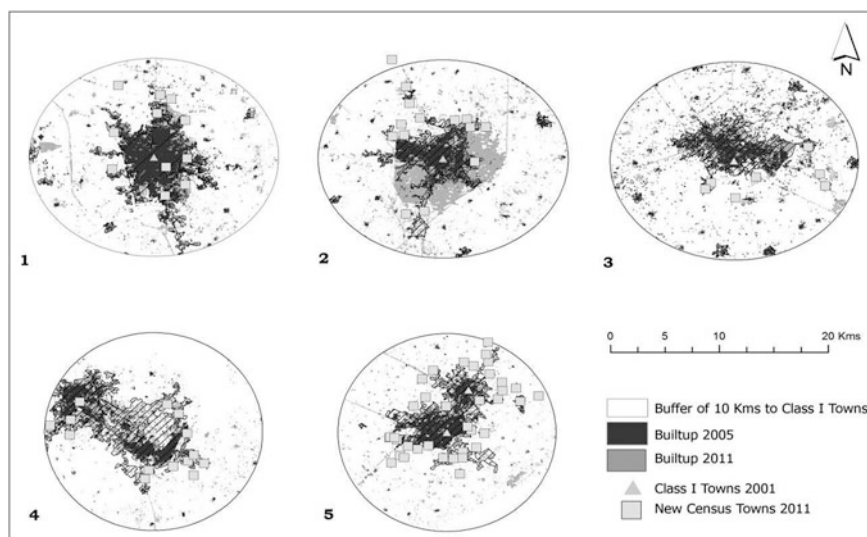 N
1
2
3
0 5 10 20 Kms
4
5
Buffer of 10 Kms to Class I Towns
Builtup 2005
Builtup 2011
Class I Towns 2001
New Census Towns 2011